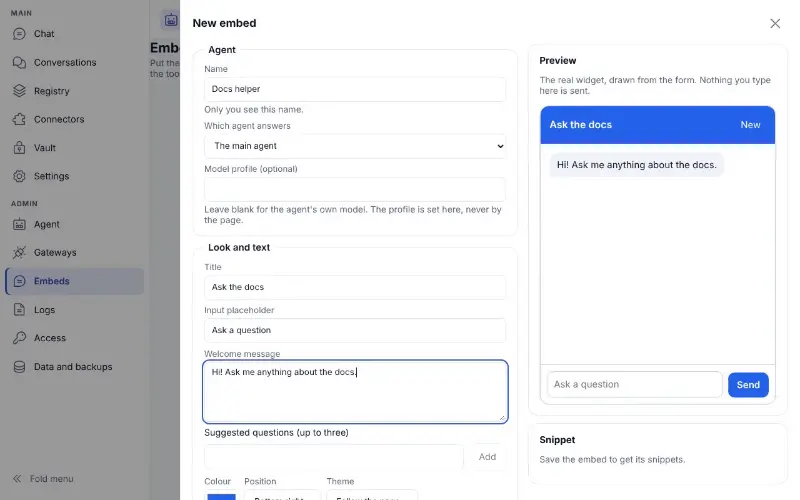 MAIN
Chat
Conversations
Registry
Connectors
Vault
Settings
ADMIN
Agent
Gateways
Embeds
Logs
Access
Data and backups
Fold menu
Put the
the too
New embed
Agent
Name
Docs helper
Only you see this name.
Which agent answers
The main agent
Model profile (optional)
Leave blank for the agent's own model. The profile is set here, never by
the page.
Look and text
Title
Ask the docs
Input placeholder
Ask a question
Welcome message
Hi! Ask me anything about the docs.
Suggested questions (up to three)
Add
Colour Position Theme
Preview
The real widget, drawn from the form. Nothing you type
here is sent.
Ask the docs New
Hi! Ask me anything about the docs.
Ask a question Send
Snippet
Save the embed to get its snippets.